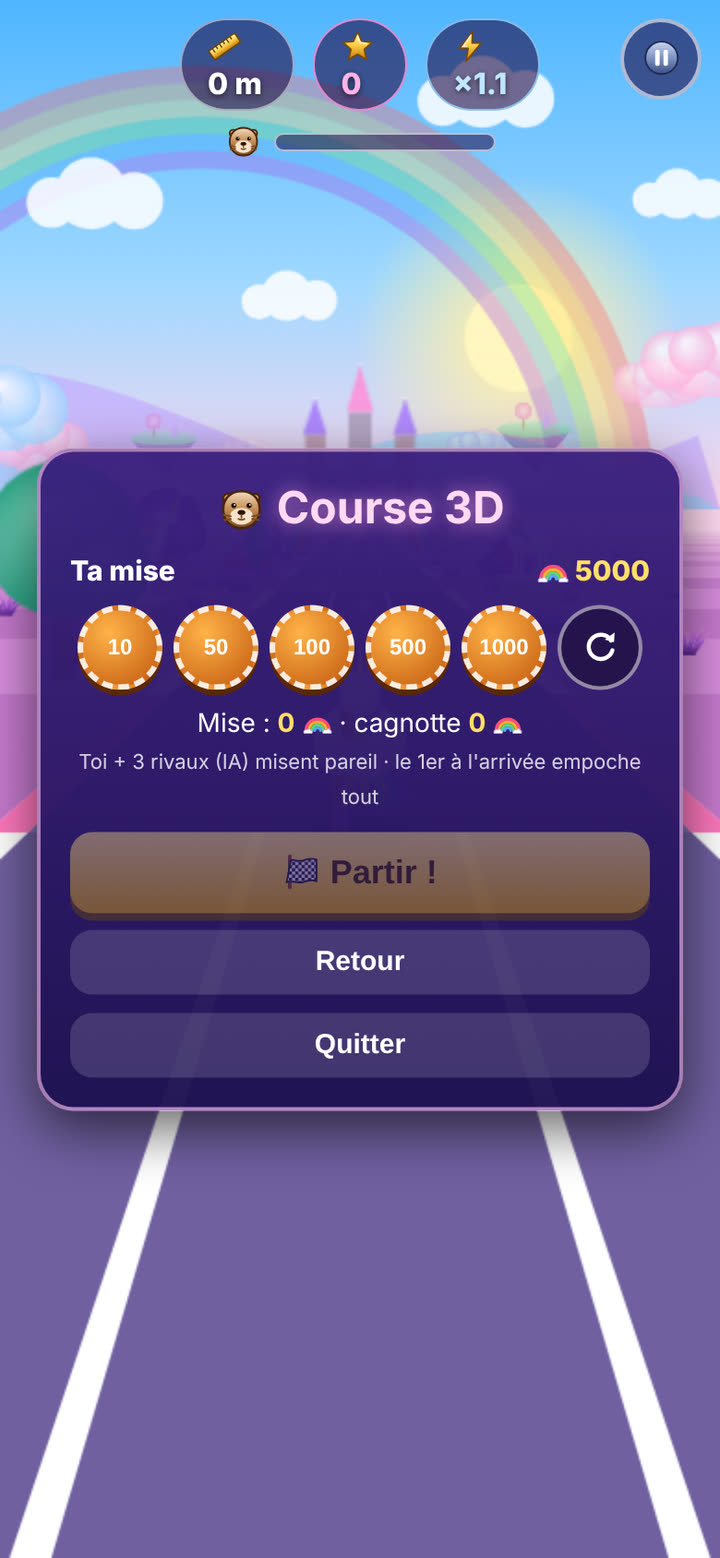 0 m
0
×1.1
Course 3D
Ta mise
5000
10
50
100
500
1000
Mise : 0 · cagnotte 0
Toi + 3 rivaux (IA) misent pareil · le 1er à l'arrivée empoche
tout
Partir !
Retour
Quitter